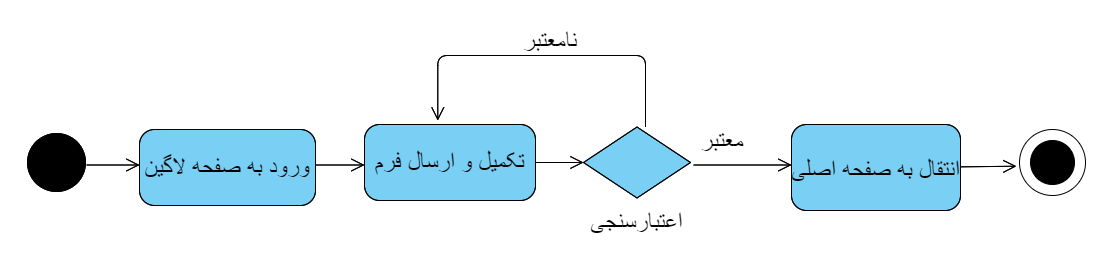 نامعتبر
ورود به صفحه لاگین
تکمیل و ارسال فرم
معتبر
انتقال به صفحه اصلی
اعتبارسنجی